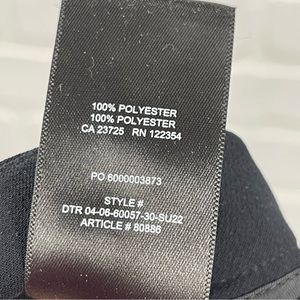 100% POLYESTER
100% POLYESTER
CA 23725 RN 122354
PO 6000003873
STYLE #
DTR 04-06-60057-30-SU22
ARTICLE # 80886